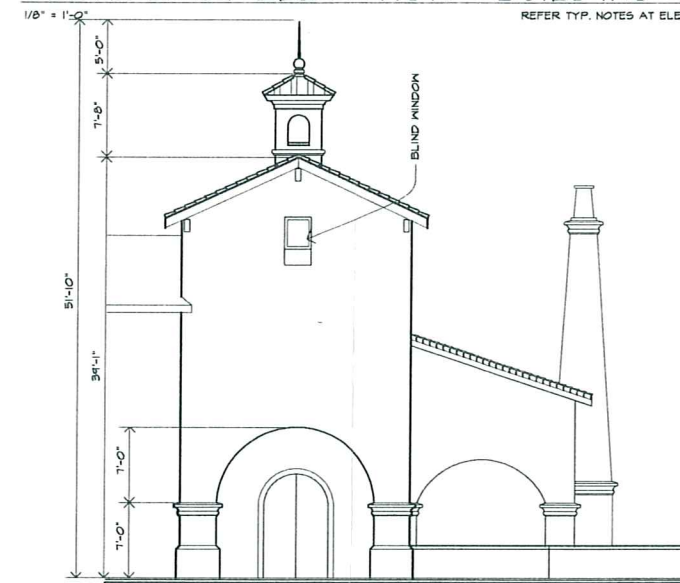 1/8" = 1'-0"
REFER TYP. NOTES AT ELE
5'-0"
7'-8"
BLIND WINDOW
51'-10"
39'-1"
7'-0"
7'-0"